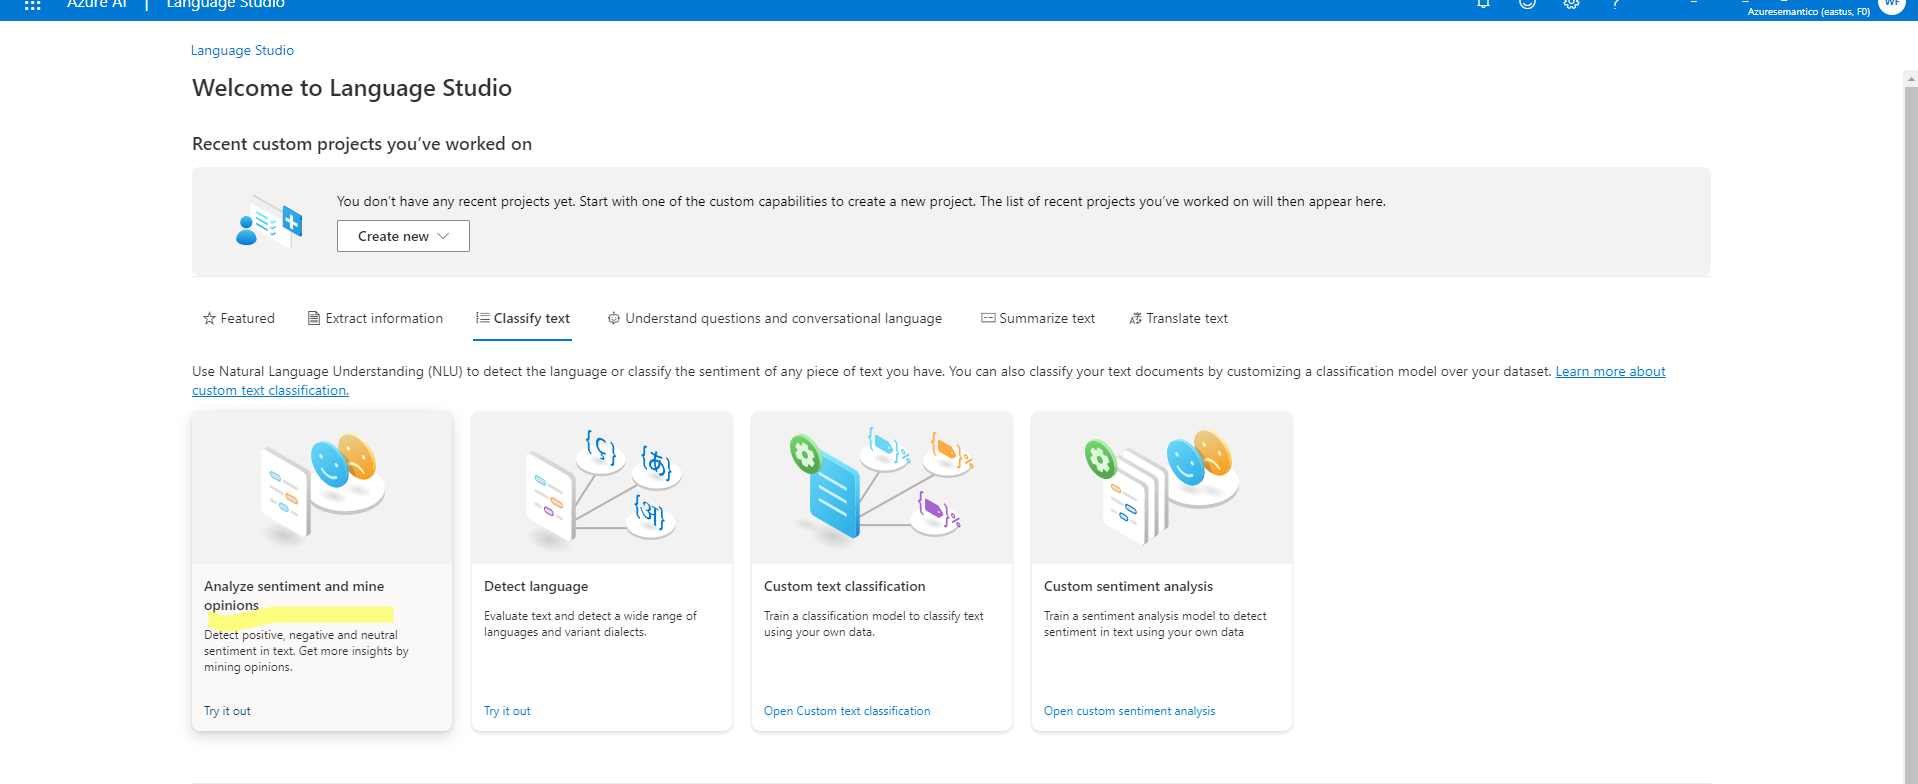 Azure AI | Language Studio
Azuresemantico (eastus, F0)
WF
Language Studio
Welcome to Language Studio
Recent custom projects you’ve worked on
You don’t have any recent projects yet. Start with one of the custom capabilities to create a new project. The list of recent projects you’ve worked on will then appear here.
Create new
Featured
Extract information
Classify text
Understand questions and conversational language
Summarize text
Translate text
Use Natural Language Understanding (NLU) to detect the language or classify the sentiment of any piece of text you have. You can also classify your text documents by customizing a classification model over your dataset. Learn more about
custom text classification.
{ç}
{あ}
{अ}
Analyze sentiment and mine
opinions
Detect positive, negative and neutral
sentiment in text. Get more insights by
mining opinions.
Try it out
Detect language
Evaluate text and detect a wide range of
languages and variant dialects.
Try it out
Custom text classification
Train a classification model to classify text
using your own data.
Open Custom text classification
Custom sentiment analysis
Train a sentiment analysis model to detect
sentiment in text using your own data
Open custom sentiment analysis